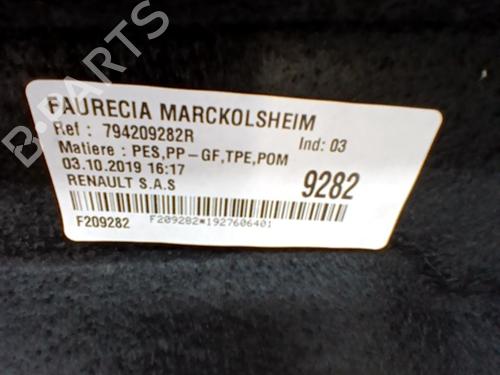 B-PARTS
FAURECIA MARCKOLSHEIM
Ref : 794209282R
Ind: 03
Matiere : PES,PP-GF,TPE,POM
03.10.2019 16:17
9282
RENAULT S.A.S
F209282
F209282*1927606401